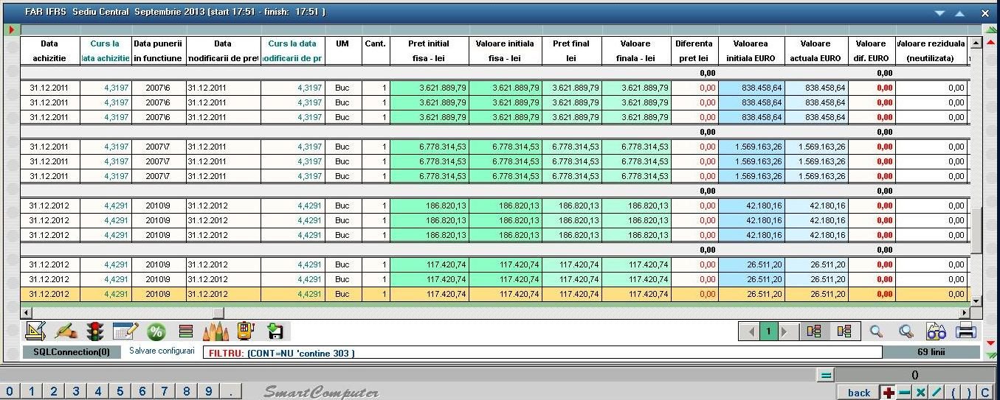 FAR IFRS Sediu Central Septembrie 2013 (start 17:51 - finish: 17:51 )
Data Curs la Data punerii Data Curs la data UM Cant. Pret initial Valoare initiala Pret final Valoare Diferenta Valoarea Valoare Valoare Valoare reziduala
achizitie lata achizitie in functiune nodificarii de pret nodificarii de pr fisa - lei fisa - lei lei finala - lei pret lei initiala EURO actuala EURO dif. EURO (neutilizata)
0,00 0,00
31.12.2011 4,3197 2007\6 31.12.2011 4,3197 Buc 1 3.621.889,79 3.621.889,79 3.621.889,79 3.621.889,79 0,00 838.458,64 838.458,64 0,00 0,00
31.12.2011 4,3197 2007\6 31.12.2011 4,3197 Buc 1 3.621.889,79 3.621.889,79 3.621.889,79 3.621.889,79 0,00 838.458,64 838.458,64 0,00 0,00
31.12.2011 4,3197 2007\6 31.12.2011 4,3197 Buc 1 3.621.889,79 3.621.889,79 3.621.889,79 3.621.889,79 0,00 838.458,64 838.458,64 0,00 0,00
0,00 0,00
31.12.2011 4,3197 2007\7 31.12.2011 4,3197 Buc 1 6.778.314,53 6.778.314,53 6.778.314,53 6.778.314,53 0,00 1.569.163,26 1.569.163,26 0,00 0,00
31.12.2011 4,3197 2007\7 31.12.2011 4,3197 Buc 1 6.778.314,53 6.778.314,53 6.778.314,53 6.778.314,53 0,00 1.569.163,26 1.569.163,26 0,00 0,00
31.12.2011 4,3197 2007\7 31.12.2011 4,3197 Buc 1 6.778.314,53 6.778.314,53 6.778.314,53 6.778.314,53 0,00 1.569.163,26 1.569.163,26 0,00 0,00
0,00 0,00
31.12.2012 4,4291 2010\9 31.12.2012 4,4291 Buc 1 186.820,13 186.820,13 186.820,13 186.820,13 0,00 42.180,16 42.180,16 0,00 0,00
31.12.2012 4,4291 2010\9 31.12.2012 4,4291 Buc 1 186.820,13 186.820,13 186.820,13 186.820,13 0,00 42.180,16 42.180,16 0,00 0,00
31.12.2012 4,4291 2010\9 31.12.2012 4,4291 Buc 1 186.820,13 186.820,13 186.820,13 186.820,13 0,00 42.180,16 42.180,16 0,00 0,00
0,00 0,00
31.12.2012 4,4291 2010\9 31.12.2012 4,4291 Buc 1 117.420,74 117.420,74 117.420,74 117.420,74 0,00 26.511,20 26.511,20 0,00 0,00
31.12.2012 4,4291 2010\9 31.12.2012 4,4291 Buc 1 117.420,74 117.420,74 117.420,74 117.420,74 0,00 26.511,20 26.511,20 0,00 0,00
31.12.2012 4,4291 2010\9 31.12.2012 4,4291 Buc 1 117.420,74 117.420,74 117.420,74 117.420,74 0,00 26.511,20 26.511,20 0,00 0,00
% 1
SQLConnection(0) Salvare configurari FILTRU: (CONT=NU 'contine 303 ) 69 linii
= 0
0 1 2 3 4 5 6 7 8 9 . SmartComputer back + - × / ( ) C